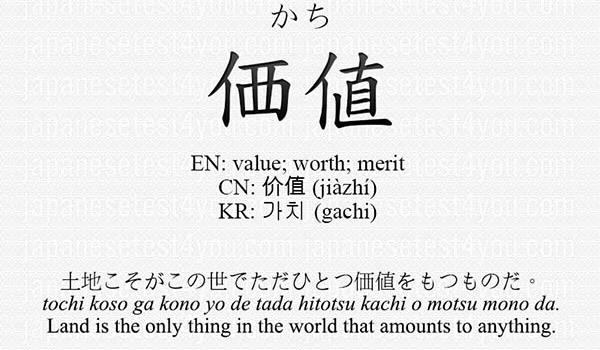 かち
価値
EN: value; worth; merit
CN: 价值 (jiàzhí)
KR: 가치 (gachi)
土地こそがこの世でただひとつ価値をもつものだ。
tochi koso ga kono yo de tada hitotsu kachi o motsu mono da.
Land is the only thing in the world that amounts to anything.